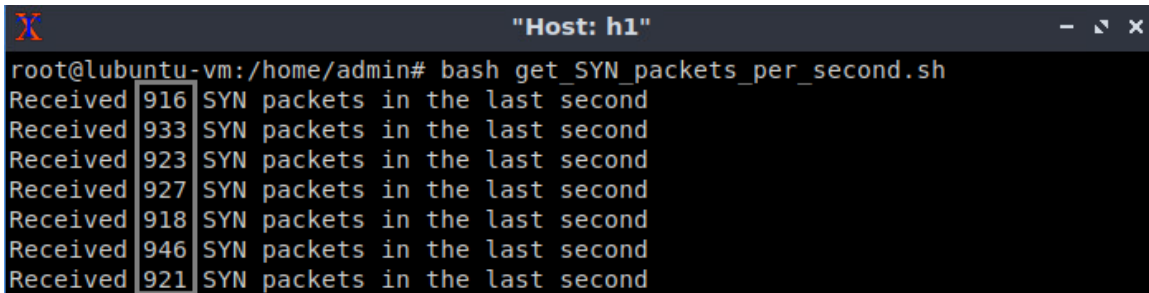 "Host: h1"
root@lubuntu-vm:/home/admin# bash get_SYN_packets_per_second.sh
Received 916 SYN packets in the last second
Received 933 SYN packets in the last second
Received 923 SYN packets in the last second
Received 927 SYN packets in the last second
Received 918 SYN packets in the last second
Received 946 SYN packets in the last second
Received 921 SYN packets in the last second